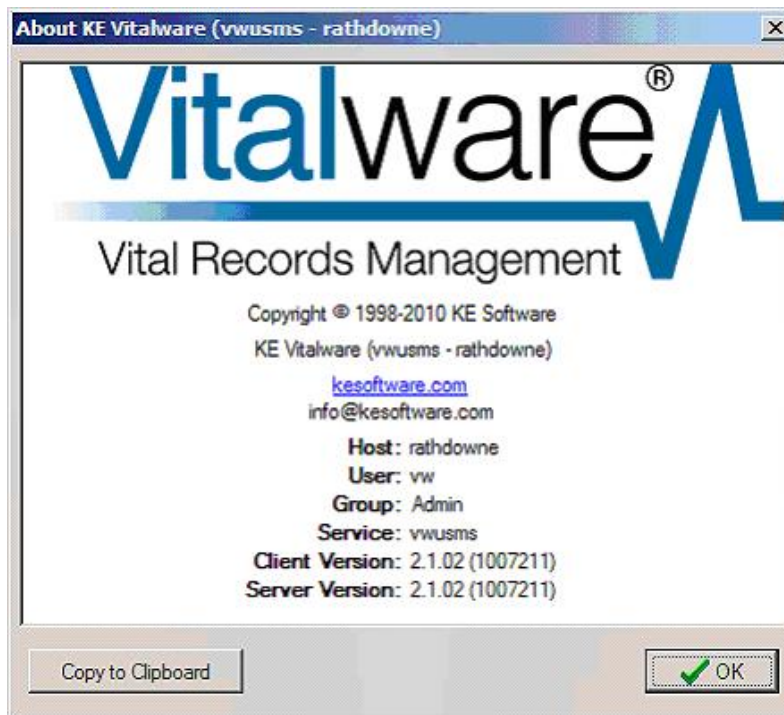 About KE Vitalware (vwusms - rathdowne)
Vitalware®
Vital Records Management
Copyright © 1998-2010 KE Software
KE Vitalware (vwusms - rathdowne)
kesoftware.com
info@kesoftware.com
Host: rathdowne
User: vw
Group: Admin
Service: vwusms
Client Version: 2.1.02 (1007211)
Server Version: 2.1.02 (1007211)
Copy to Clipboard
OK